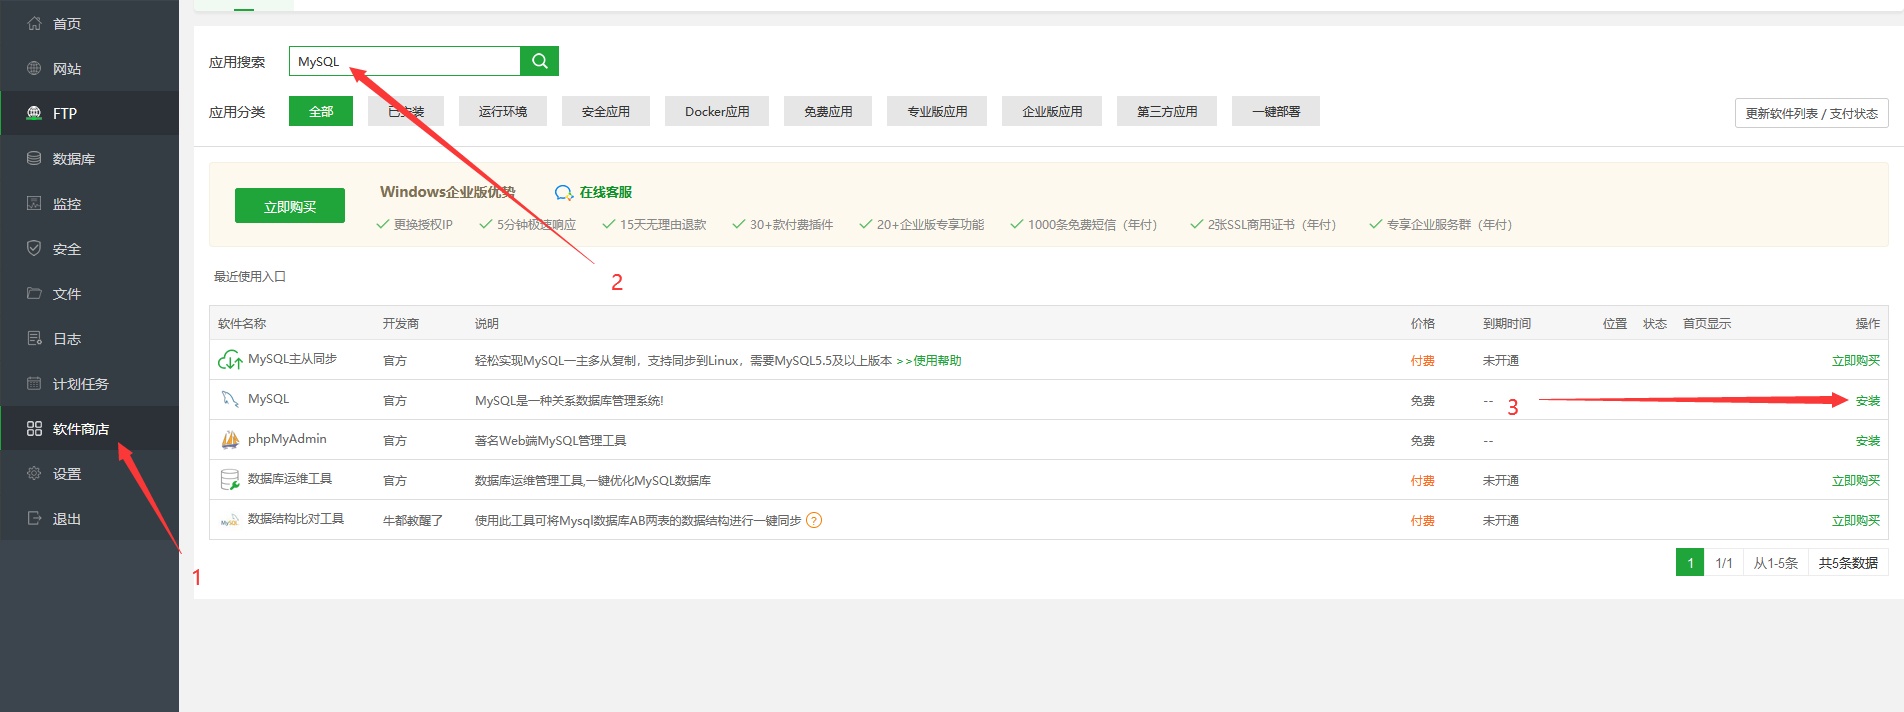 首页
网站
FTP
数据库
监控
安全
文件
日志
计划任务
软件商店
设置
退出
1
应用搜索 MySQL
应用分类 全部 已安装 运行环境 安全应用 Docker应用 免费应用 专业版应用 企业版应用 第三方应用 一键部署 更新软件列表 / 支付状态
立即购买 Windows企业版优势 在线客服
更换授权IP 5分钟极速响应 15天无理由退款 30+款付费插件 20+企业版专享功能 1000条免费短信（年付） 2张SSL商用证书（年付） 专享企业服务群（年付）
2
最近使用入口
软件名称 开发商 说明 价格 到期时间 位置 状态 首页显示 操作
MySQL主从同步 官方 轻松实现MySQL一主多从复制，支持同步到Linux，需要MySQL5.5及以上版本 >>使用帮助 付费 未开通 立即购买
MySQL 官方 MySQL是一种关系数据库管理系统! 免费 -- 3 安装
phpMyAdmin 官方 著名Web端MySQL管理工具 免费 -- 安装
数据库运维工具 官方 数据库运维管理工具,一键优化MySQL数据库 付费 未开通 立即购买
MySQL 数据结构比对工具 牛都教醒了 使用此工具可将Mysql数据库AB两表的数据结构进行一键同步 ? 付费 未开通 立即购买
1 1/1 从1-5条 共5条数据